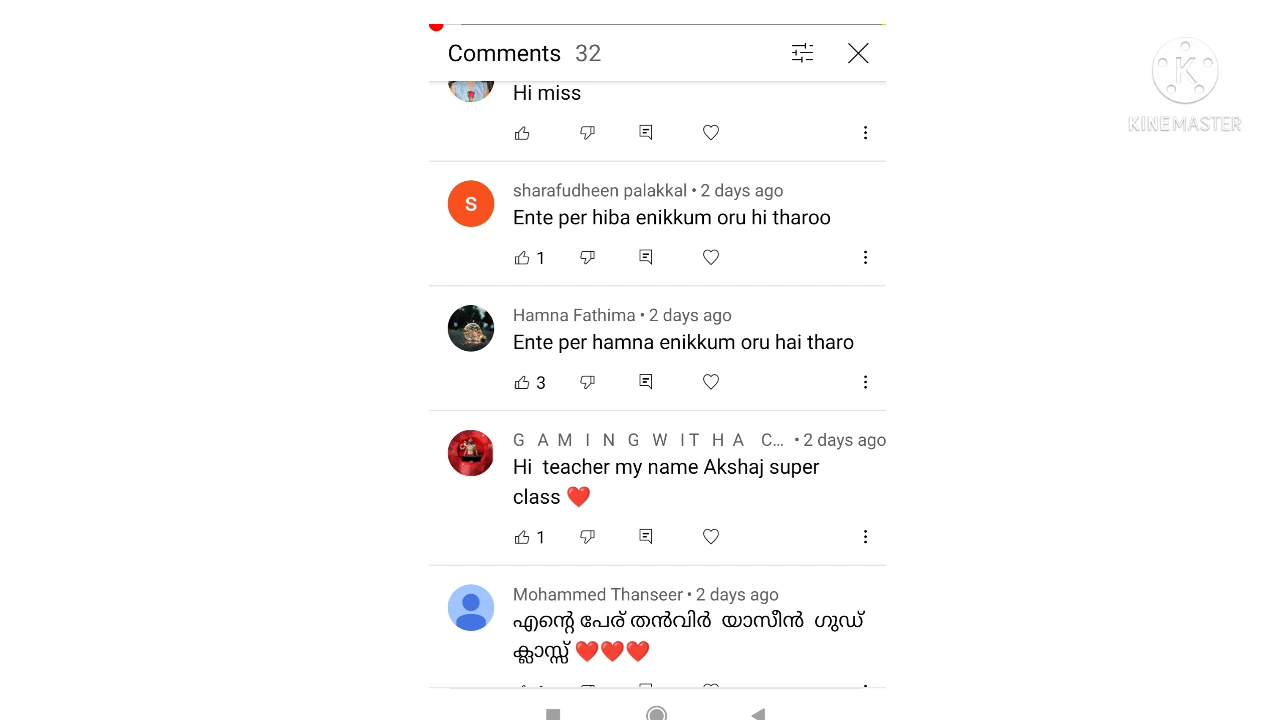 Comments 32
KINEMASTER
Hi miss
sharafudheen palakkal • 2 days ago
Ente per hiba enikkum oru hi tharoo
1
Hamna Fathima • 2 days ago
Ente per hamna enikkum oru hai tharo
3
G A M I N G W I T H A C... • 2 days ago
Hi teacher my name Akshaj super
class ❤️
1
Mohammed Thanseer • 2 days ago
എന്റെ പേര് തൻവിർ യാസീൻ ഗുഡ്
ക്ലാസ്സ് ❤️❤️❤️